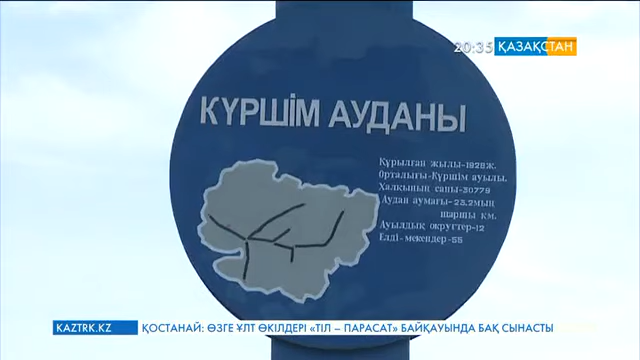 20:35 ҚАЗАҚСТАН
КҮРШІМ АУДАНЫ
Құрылған жылы-1928ж.
Орталығы-Күршім ауылы.
Халқының саны-30779
Аудан аумағы-23.2мың
шаршы км.
Ауылдық округтер-12
Елді-мекендер-55
KAZTRK.KZ ҚОСТАНАЙ: ӨЗГЕ ҰЛТ ӨКІЛДЕРІ «ТІЛ – ПАРАСАТ» БАЙҚАУЫНДА БАҚ СЫНАСТЫ